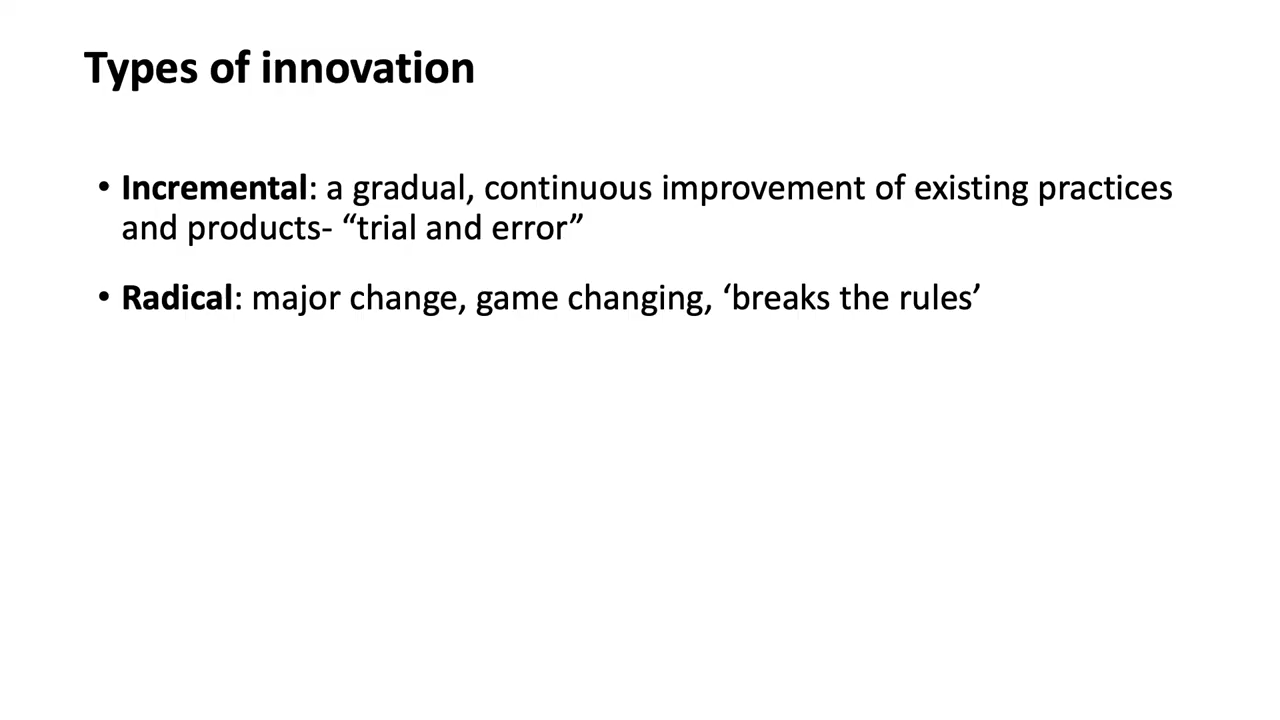 Types of innovation
• Incremental: a gradual, continuous improvement of existing practices
and products- “trial and error”
• Radical: major change, game changing, ‘breaks the rules’